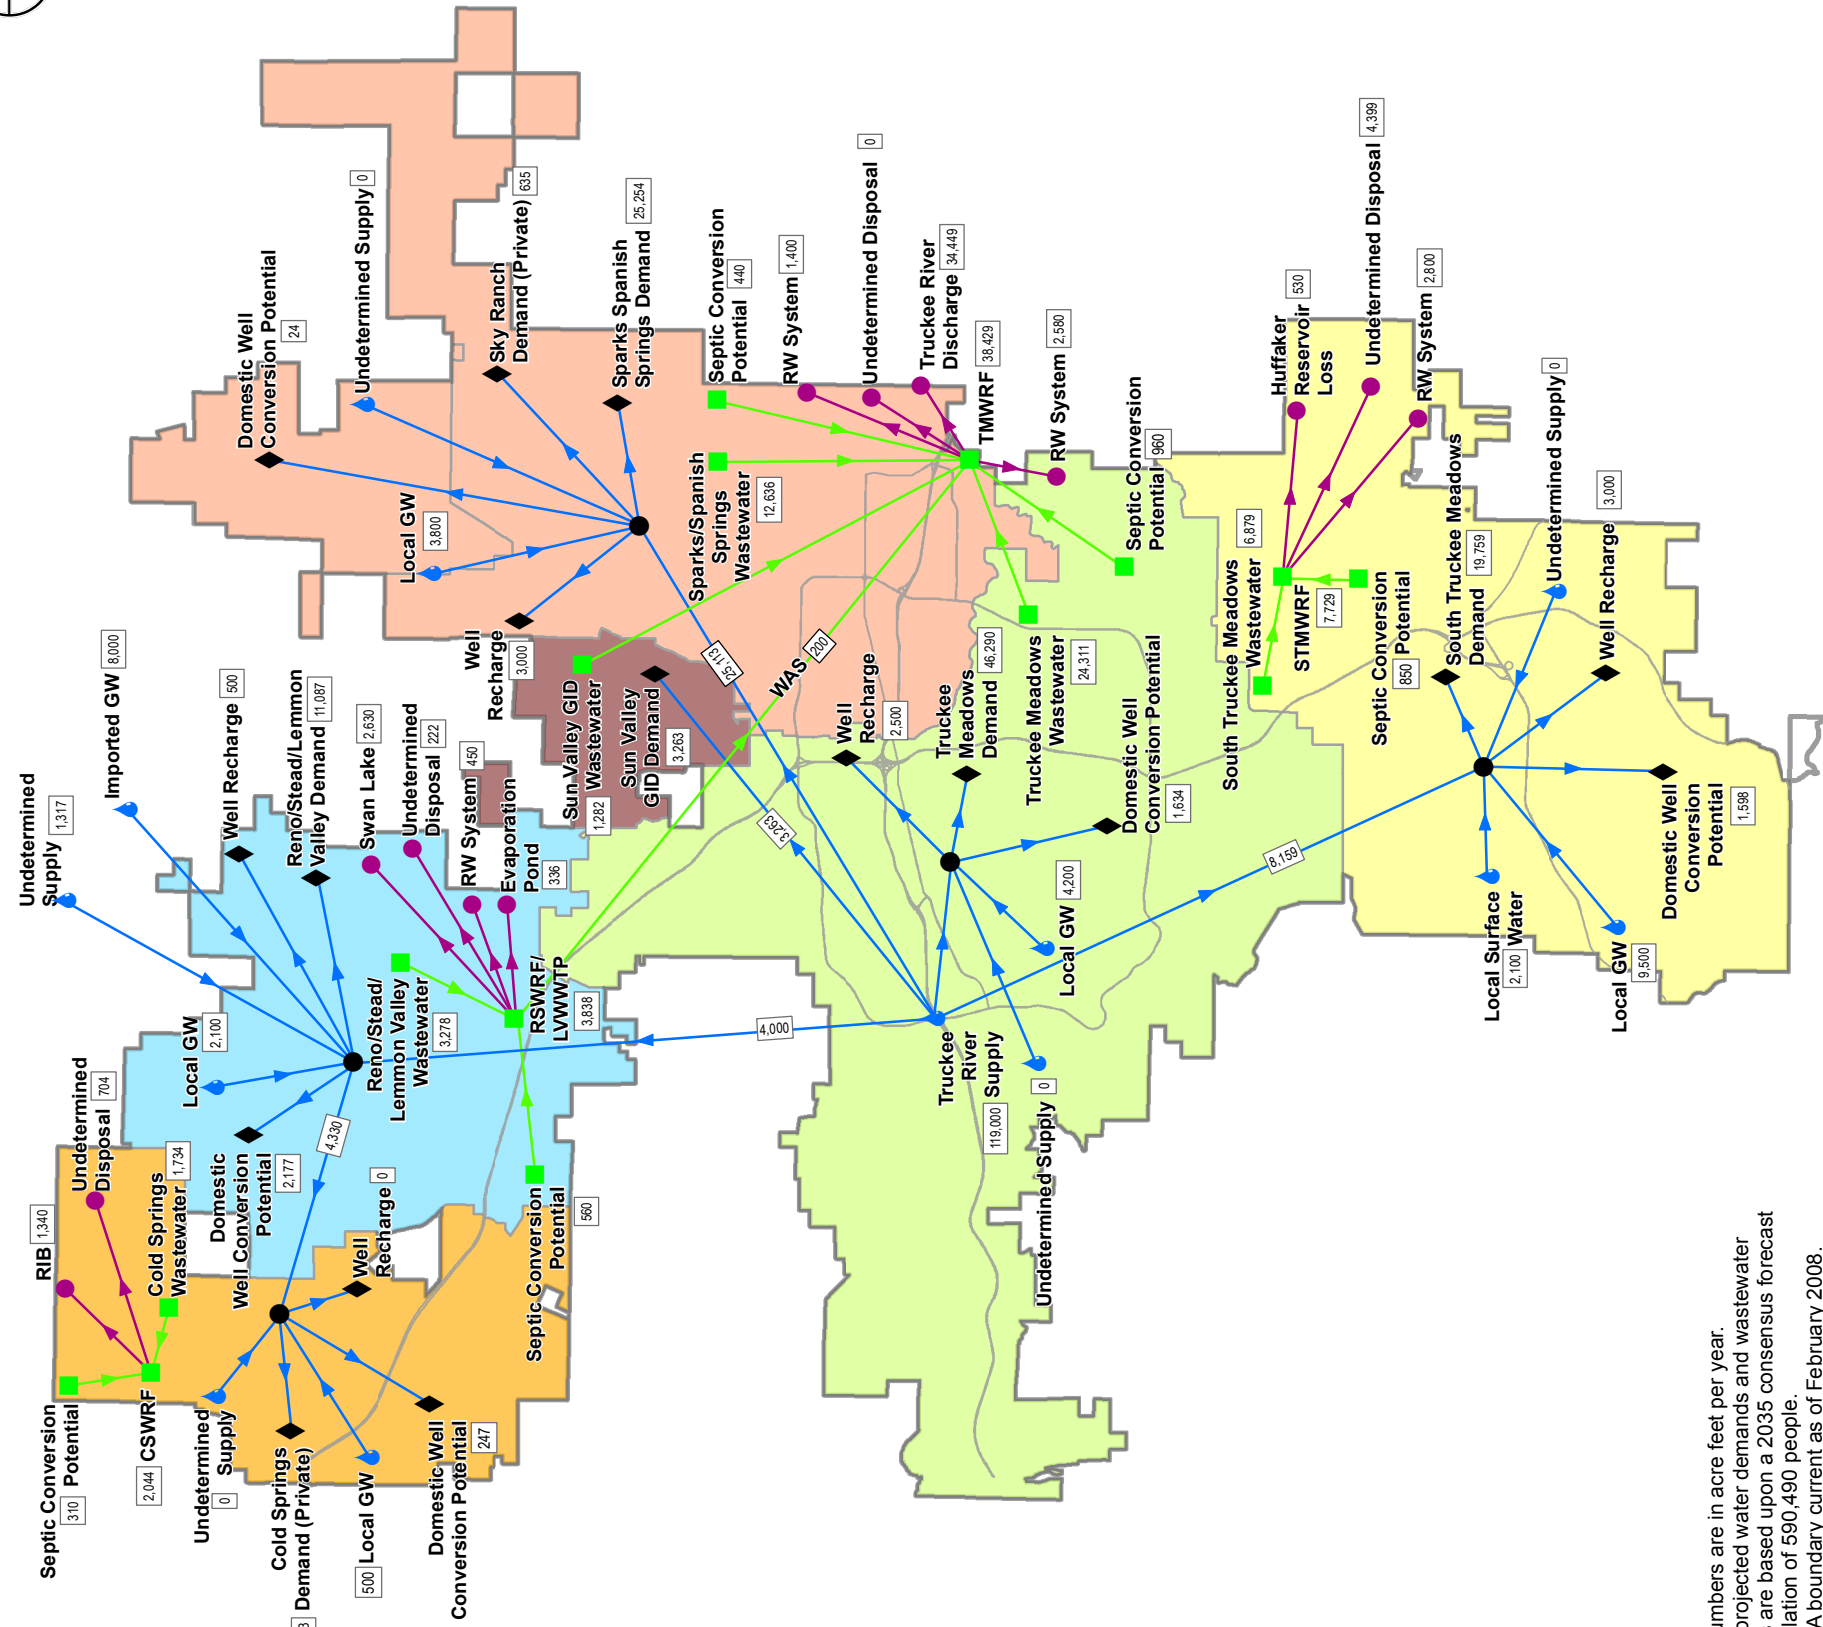 Septic Conversion
Potential
310
2,044
CSWRF
RIB
1,340
Undetermined
Disposal
704
Cold Springs
Wastewater
1,734
Undetermined
Supply
0
Cold Springs
Demand (Private)
500
Local GW
Domestic Well
Conversion Potential
247
Well
Recharge
0
4,330
Domestic
Well Conversion
Potential
2,177
Local GW
2,100
Undetermined
Supply
1,317
Imported GW
8,000
Well Recharge
500
Reno/Stead/Lemmon
Valley Demand
11,087
Swan Lake
2,630
Undetermined
Disposal
222
RW System
450
Evaporation
Pond
336
Reno/Stead/
Lemmon Valley
Wastewater
3,278
RSWRF/
LVWWTP
3,838
Septic Conversion
Potential
560
4,000
Sun Valley GID
Wastewater
1,282
Sun Valley
GID Demand
3,263
3,263
25,113
WAS
200
Domestic Well
Conversion Potential
24
Undetermined Supply
0
Local GW
3,800
Well
Recharge
3,000
Sky Ranch
Demand (Private)
635
Sparks Spanish
Springs Demand
25,254
Septic Conversion
Potential
440
Sparks/Spanish
Springs
Wastewater
12,636
RW System
1,400
Undetermined Disposal
0
Truckee River
Discharge
34,449
TMWRF
38,429
RW System
2,580
Septic Conversion
Potential
960
Well
Recharge
2,500
Truckee
Meadows
Demand
46,290
Truckee Meadows
Wastewater
24,311
Domestic Well
Conversion Potential
1,634
Local GW
4,200
Truckee
River
Supply
119,000
Undetermined Supply
0
8,159
South Truckee Meadows
Wastewater
6,879
STMWRF
7,729
Septic Conversion
Potential
850
Huffaker
Reservoir
Loss
530
Undetermined Disposal
4,399
RW System
2,800
South Truckee Meadows
Demand
19,759
Undetermined Supply
0
Well Recharge
3,000
Domestic Well
Conversion
Potential
1,598
Local Surface
Water
2,100
Local GW
9,500
are in acre feet per year.
projected water demands and wastewater
are based upon a 2035 consensus forecast
of 590,490 people.
boundary current as of February 2008.